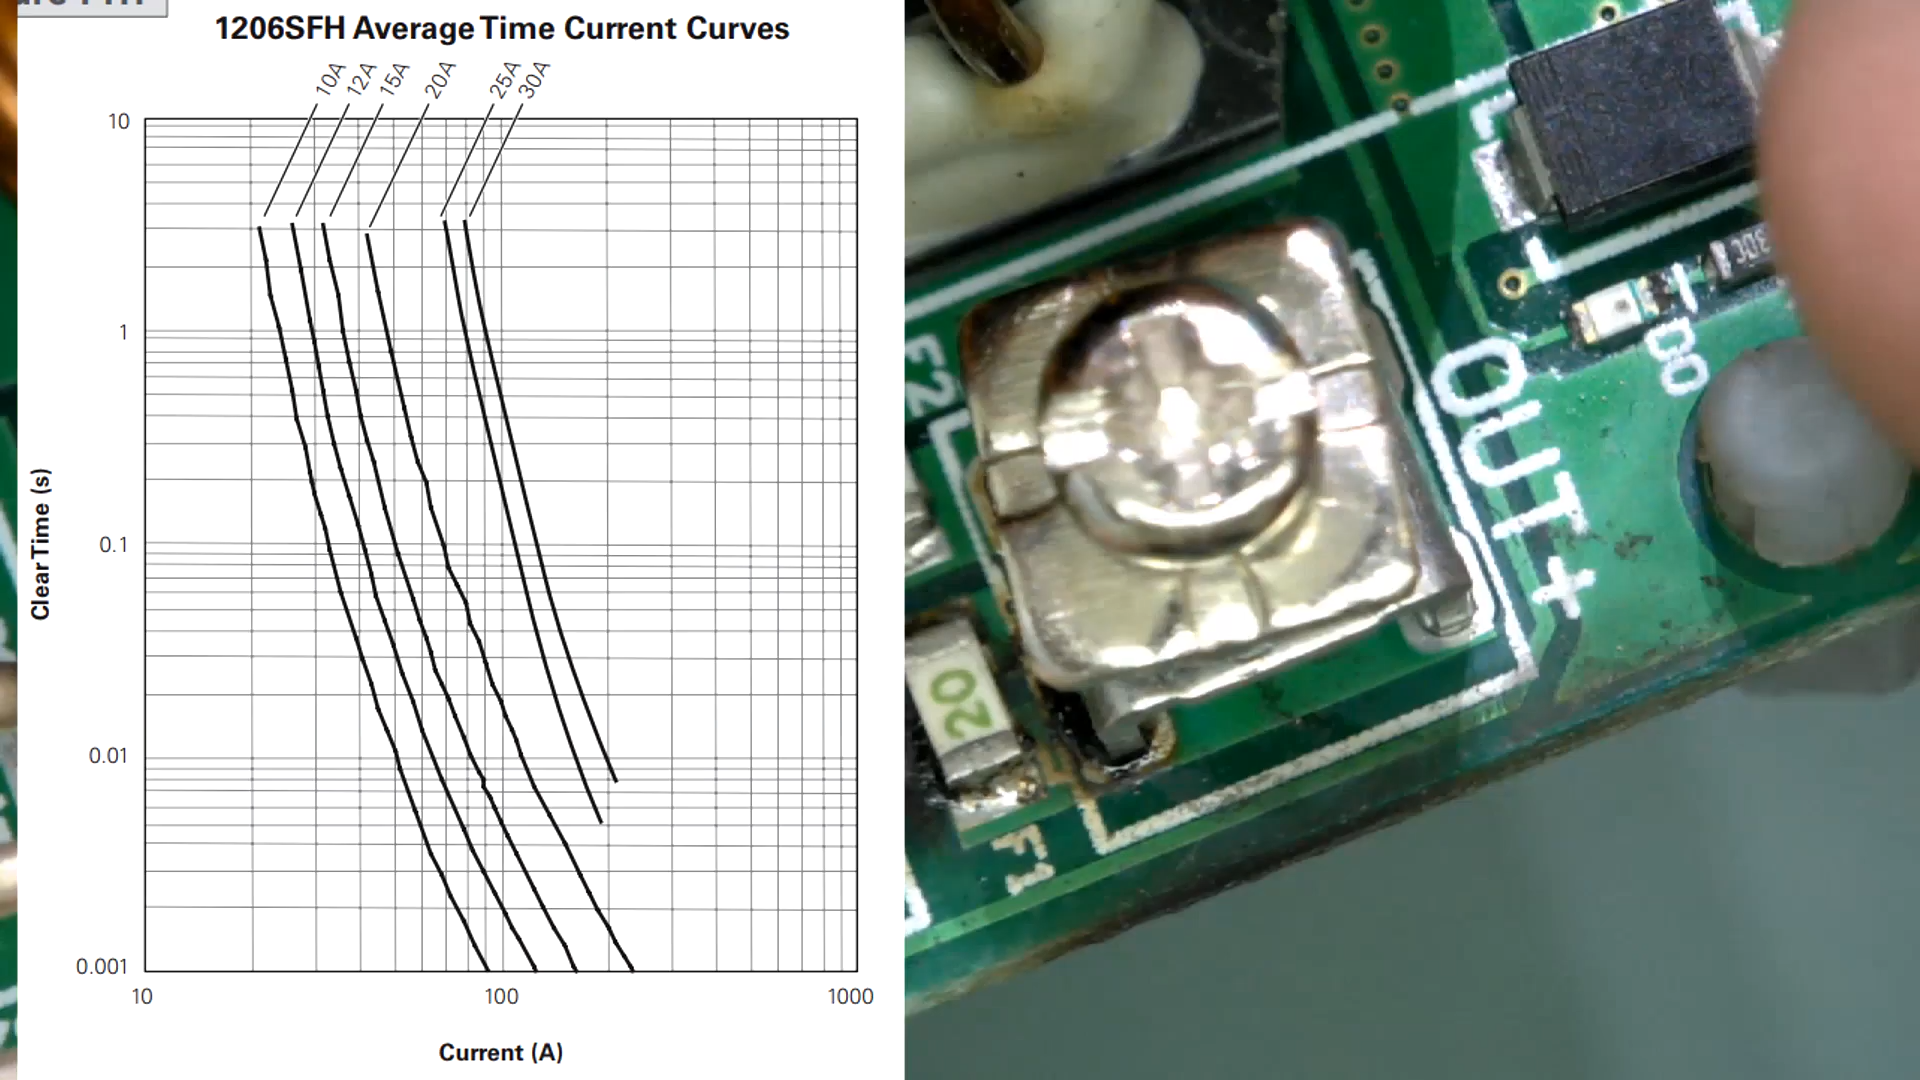 1206SFH Average Time Current Curves
10A 12A 15A 20A 25A 30A
10
1
0.1
0.01
0.001
Clear Time (s)
10 100 1000
Current (A)
F2
OUT+
20
F1